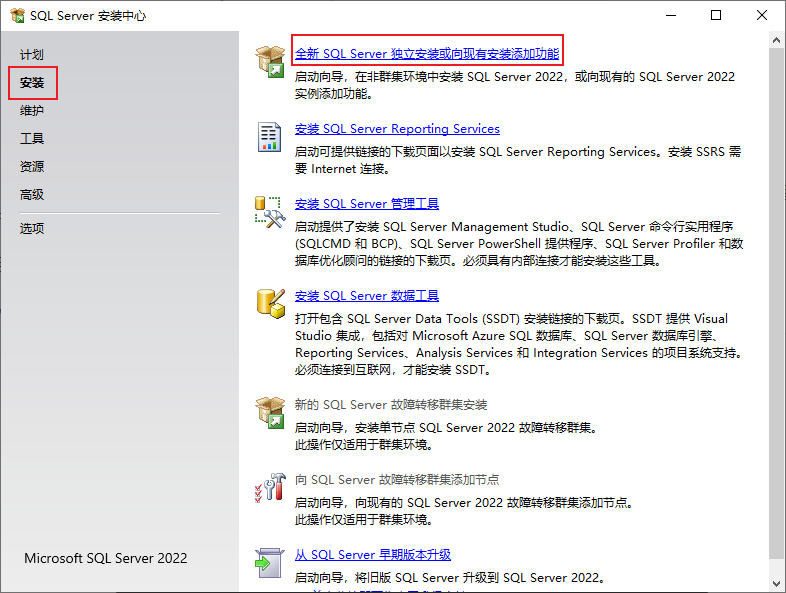 SQL Server 安装中心
计划
安装
维护
工具
资源
高级
选项
Microsoft SQL Server 2022
全新 SQL Server 独立安装或向现有安装添加功能
启动向导，在非群集环境中安装 SQL Server 2022，或向现有的 SQL Server 2022
实例添加功能。
安装 SQL Server Reporting Services
启动可提供链接的下载页面以安装 SQL Server Reporting Services。安装 SSRS 需
要 Internet 连接。
安装 SQL Server 管理工具
启动提供了安装 SQL Server Management Studio、SQL Server 命令行实用程序
(SQLCMD 和 BCP)、SQL Server PowerShell 提供程序、SQL Server Profiler 和数
据库优化顾问的链接的下载页。必须具有内部连接才能安装这些工具。
安装 SQL Server 数据工具
打开包含 SQL Server Data Tools (SSDT) 安装链接的下载页。SSDT 提供 Visual
Studio 集成，包括对 Microsoft Azure SQL 数据库、SQL Server 数据库引擎、
Reporting Services、Analysis Services 和 Integration Services 的项目系统支持。
必须连接到互联网，才能安装 SSDT。
新的 SQL Server 故障转移群集安装
启动向导，安装单节点 SQL Server 2022 故障转移群集。
此操作仅适用于群集环境。
向 SQL Server 故障转移群集添加节点
启动向导，向现有的 SQL Server 2022 故障转移群集添加节点。
此操作仅适用于群集环境。
从 SQL Server 早期版本升级
启动向导，将旧版 SQL Server 升级到 SQL Server 2022。